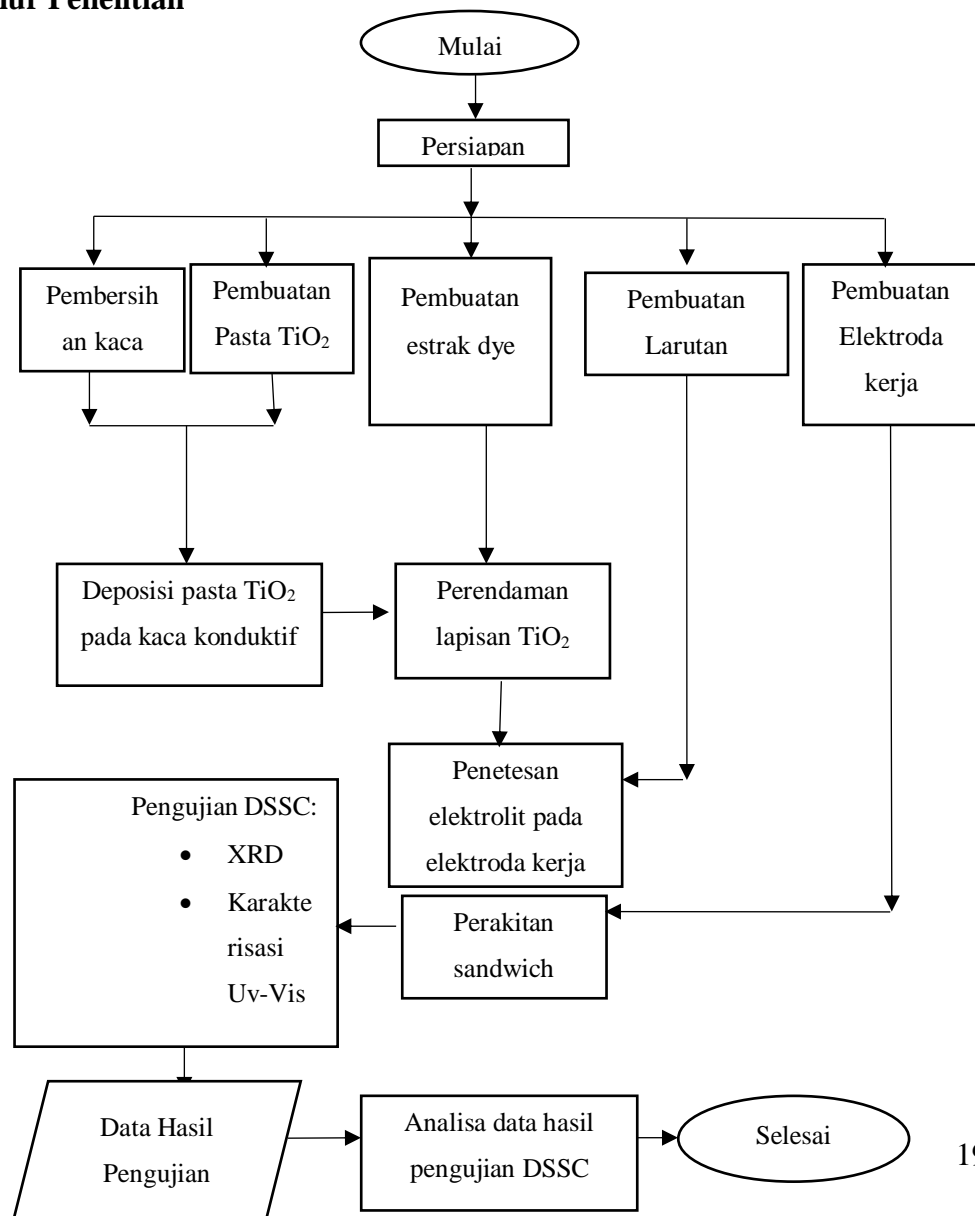 Penelitian
Mulai
Persiapan
Pembersih
an kaca
Pembuatan
Pasta TiO₂
Pembuatan
estrak dye
Pembuatan
Larutan
Pembuatan
Elektroda
kerja
Deposisi pasta TiO₂
pada kaca konduktif
Perendaman
lapisan TiO₂
Penetesan
elektrolit pada
elektroda kerja
Pengujian DSSC:
• XRD
• Karakte
risasi
Uv-Vis
Perakitan
sandwich
Data Hasil
Pengujian
Analisa data hasil
pengujian DSSC
Selesai
19